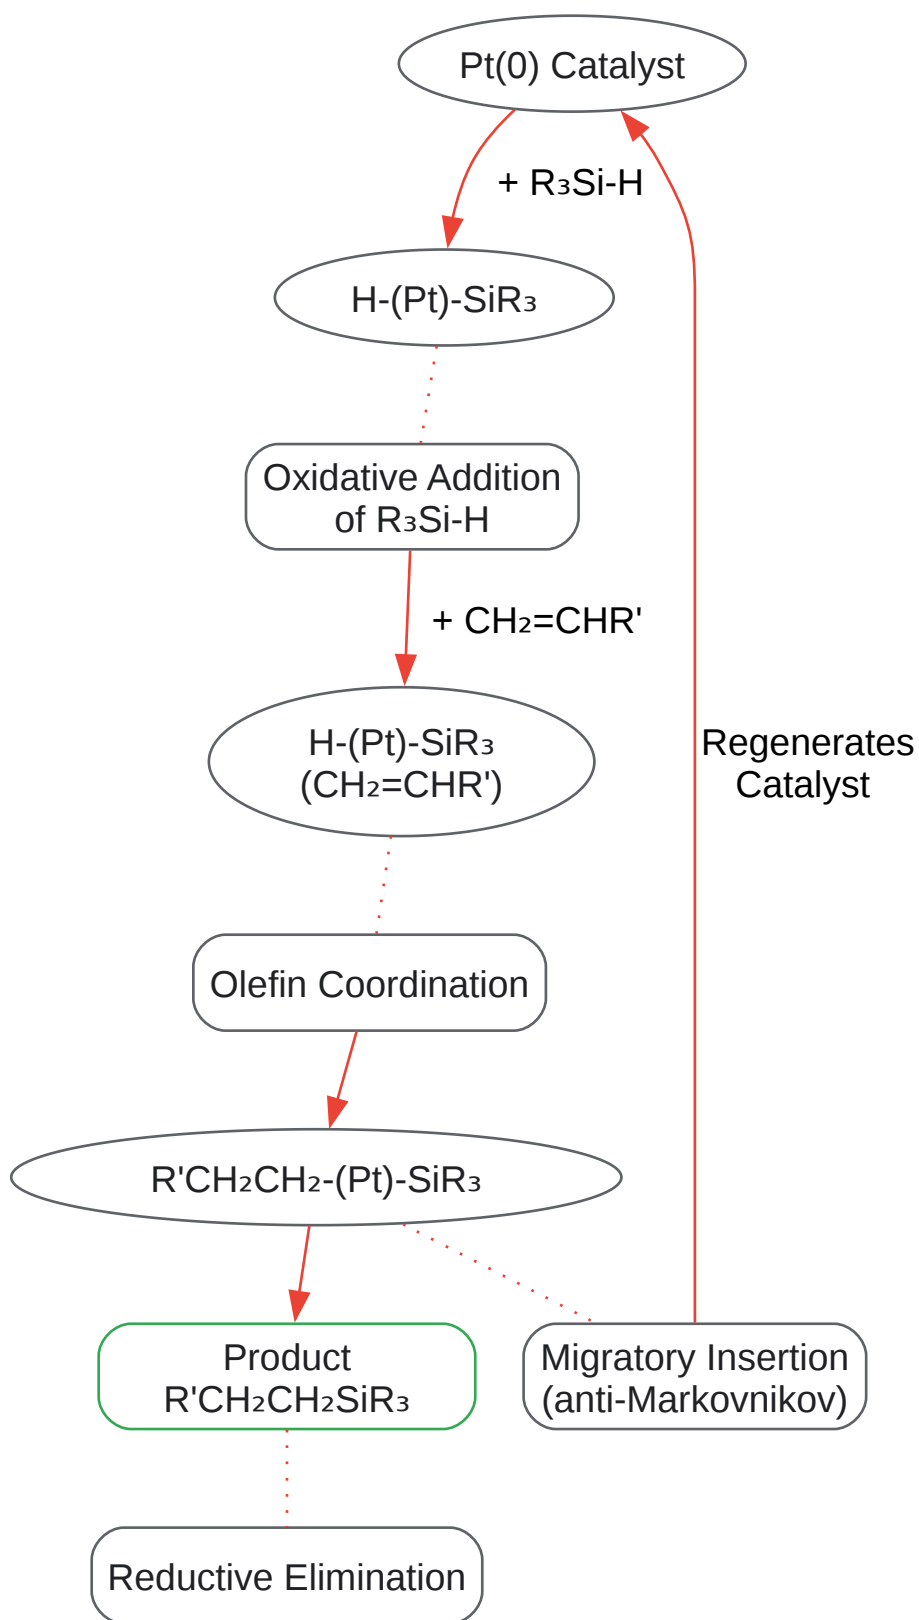 Pt(0) Catalyst
+ R₃Si-H
H-(Pt)-SiR₃
Oxidative Addition
of R₃Si-H
+ CH₂=CHR'
H-(Pt)-SiR₃
(CH₂=CHR')
Regenerates
Catalyst
Olefin Coordination
R'CH₂CH₂-(Pt)-SiR₃
Product
R'CH₂CH₂SiR₃
Migratory Insertion
(anti-Markovnikov)
Reductive Elimination